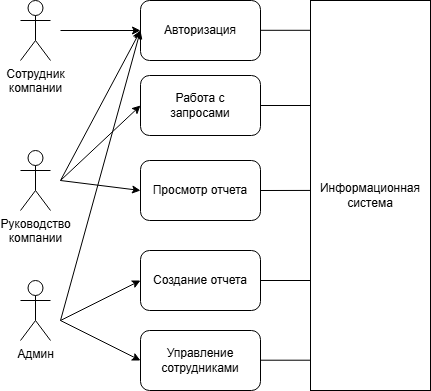 Авторизация
Сотрудник
компании
Работа с
запросами
Просмотр отчета
Информационная
система
Руководство
компании
Создание отчета
Админ
Управление
сотрудниками